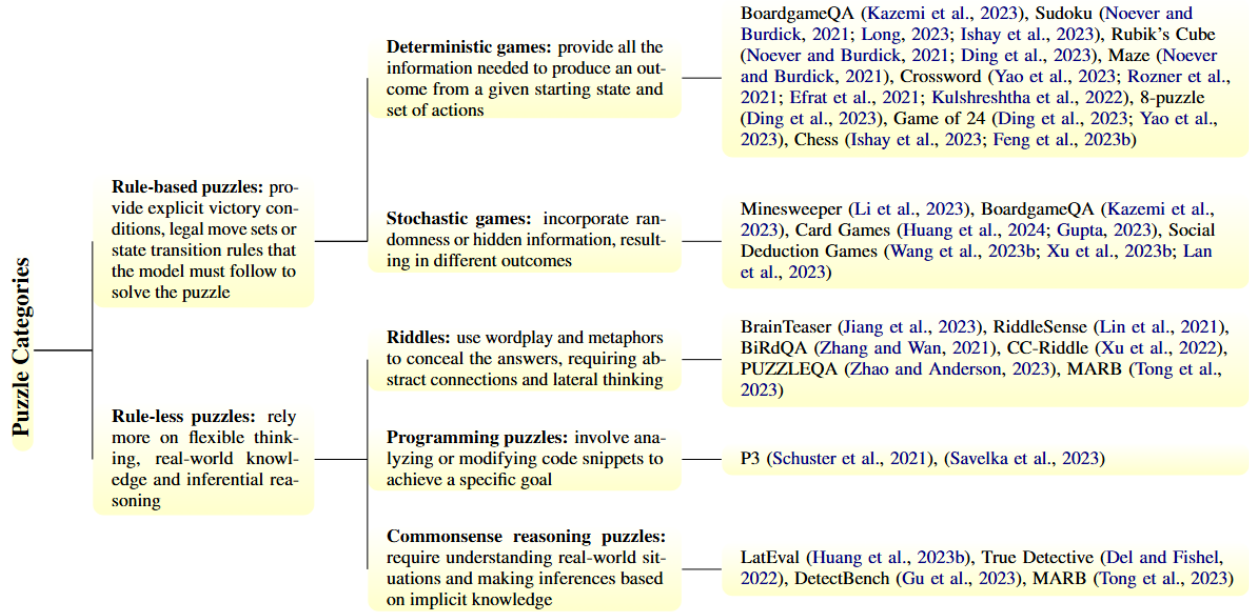 Puzzle Categories
Rule-based puzzles: pro-
vide explicit victory con-
ditions, legal move sets or
state transition rules that
the model must follow to
solve the puzzle
Deterministic games: provide all the
information needed to produce an out-
come from a given starting state and
set of actions
BoardgameQA (Kazemi et al., 2023), Sudoku (Noever and
Burdick, 2021; Long, 2023; Ishay et al., 2023), Rubik's Cube
(Noever and Burdick, 2021; Ding et al., 2023), Maze (Noever
and Burdick, 2021), Crossword (Yao et al., 2023; Rozner et al.,
2021; Efrat et al., 2021; Kulshreshtha et al., 2022), 8-puzzle
(Ding et al., 2023), Game of 24 (Ding et al., 2023; Yao et al.,
2023), Chess (Ishay et al., 2023; Feng et al., 2023b)
Stochastic games: incorporate ran-
domness or hidden information, result-
ing in different outcomes
Minesweeper (Li et al., 2023), BoardgameQA (Kazemi et al.,
2023), Card Games (Huang et al., 2024; Gupta, 2023), Social
Deduction Games (Wang et al., 2023b; Xu et al., 2023b; Lan
et al., 2023)
Rule-less puzzles: rely
more on flexible think-
ing, real-world knowl-
edge and inferential rea-
soning
Riddles: use wordplay and metaphors
to conceal the answers, requiring ab-
stract connections and lateral thinking
BrainTeaser (Jiang et al., 2023), RiddleSense (Lin et al., 2021),
BiRdQA (Zhang and Wan, 2021), CC-Riddle (Xu et al., 2022),
PUZZLEQA (Zhao and Anderson, 2023), MARB (Tong et al.,
2023)
Programming puzzles: involve ana-
lyzing or modifying code snippets to
achieve a specific goal
P3 (Schuster et al., 2021), (Savelka et al., 2023)
Commonsense reasoning puzzles:
require understanding real-world sit-
uations and making inferences based
on implicit knowledge
LatEval (Huang et al., 2023b), True Detective (Del and Fishel,
2022), DetectBench (Gu et al., 2023), MARB (Tong et al., 2023)